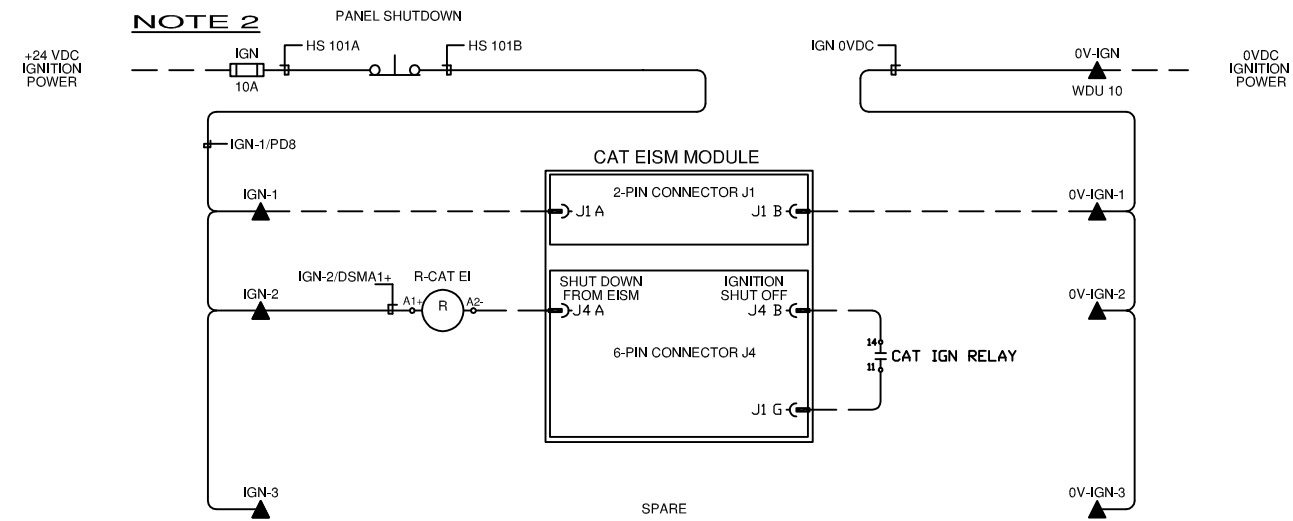 NOTE 2
PANEL SHUTDOWN
+24 VDC
IGNITION
POWER
IGN
10A
HS 101A
HS 101B
IGN 0VDC
0V-IGN
WDU 10
0VDC
IGNITION
POWER
IGN-1/PD8
CAT EISM MODULE
IGN-1
2-PIN CONNECTOR J1
J1 A
J1 B
0V-IGN-1
IGN-2/DSMA1+
R-CAT EI
IGN-2
A1+
R
A2-
SHUT DOWN
FROM EISM
J4 A
IGNITION
SHUT OFF
J4 B
0V-IGN-2
6-PIN CONNECTOR J4
14
11
CAT IGN RELAY
J1 G
IGN-3
SPARE
0V-IGN-3